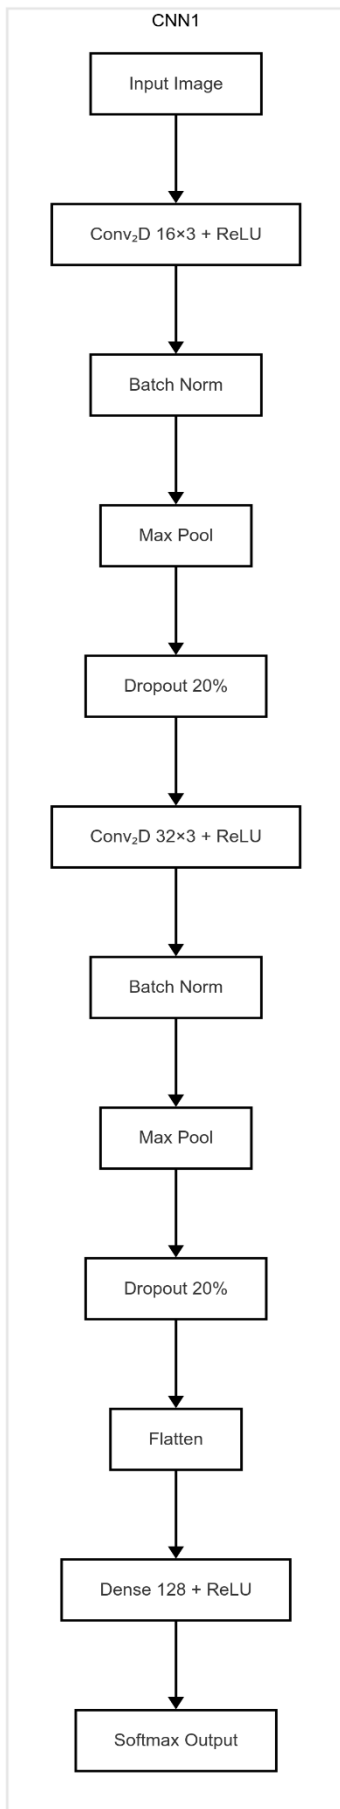 CNN1
Input Image
Conv₂D 16×3 + ReLU
Batch Norm
Max Pool
Dropout 20%
Conv₂D 32×3 + ReLU
Batch Norm
Max Pool
Dropout 20%
Flatten
Dense 128 + ReLU
Softmax Output